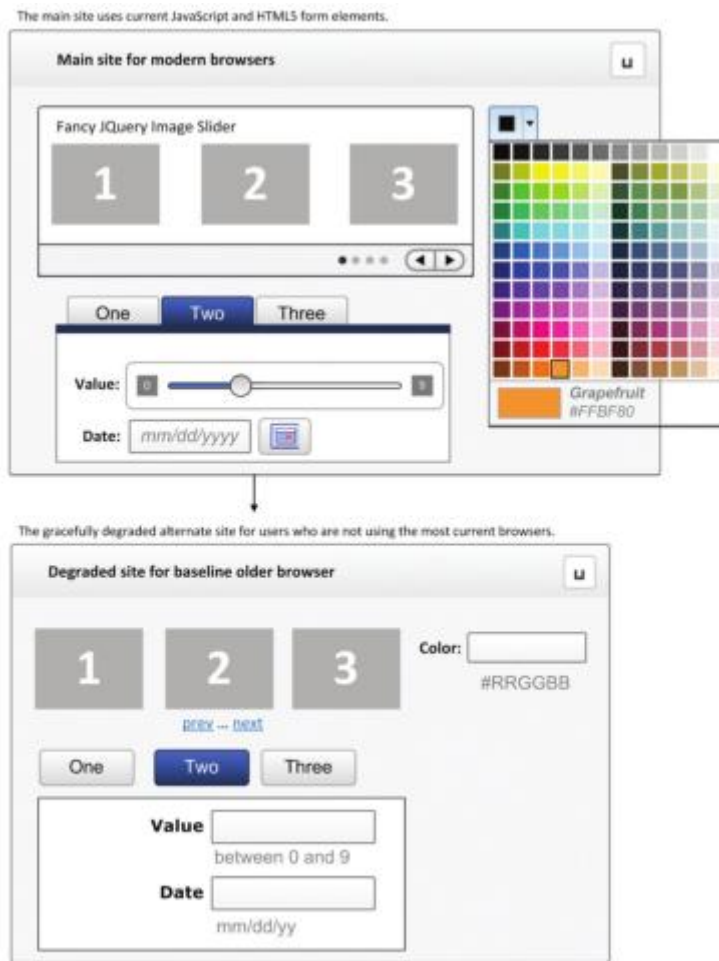 The main site uses current JavaScript and HTML5 form elements.
Main site for modern browsers
u
Fancy JQuery Image Slider
1 2 3
One Two Three
Value: 0 9
Date: mm/dd/yyyy
Grapefruit
#FFBF80
The gracefully degraded alternate site for users who are not using the most current browsers.
Degraded site for baseline older browser
u
1 2 3
Color:
#RRGGBB
prev ... next
One Two Three
Value
between 0 and 9
Date
mm/dd/yy